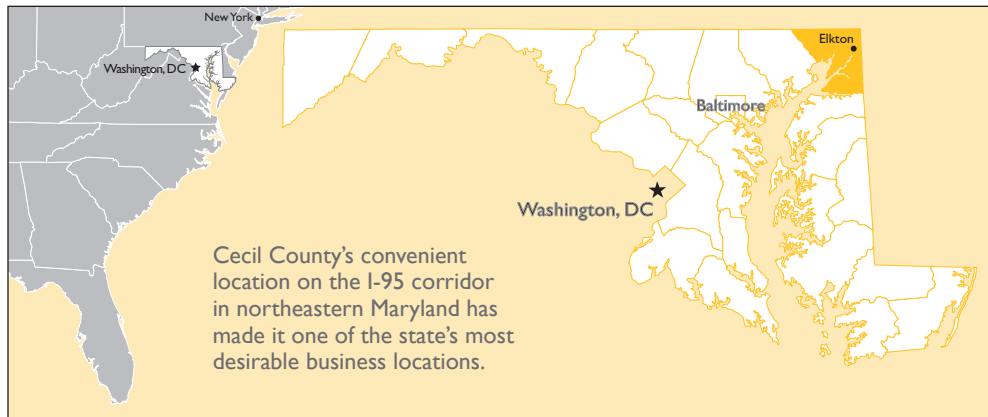 New York
Washington, DC
Elkton
Baltimore
Washington, DC
Cecil County’s convenient
location on the I-95 corridor
in northeastern Maryland has
made it one of the state’s most
desirable business locations.